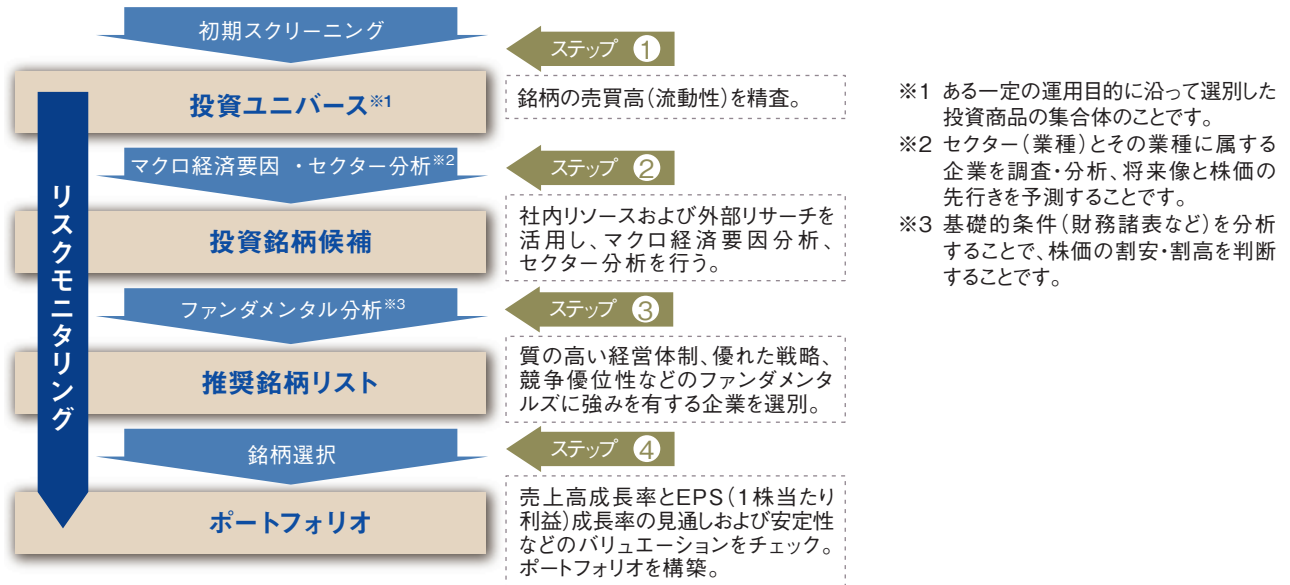 初期スクリーニング
ステップ ❶
投資ユニバース※1
銘柄の売買高(流動性)を精査。
マクロ経済要因 ・セクター分析※2
ステップ ❷
投資銘柄候補
社内リソースおよび外部リサーチを
活用し、マクロ経済要因分析、
セクター分析を行う。
ファンダメンタル分析※3
ステップ ❸
推奨銘柄リスト
質の高い経営体制、優れた戦略、
競争優位性などのファンダメンタ
ルズに強みを有する企業を選別。
銘柄選択
ステップ ❹
ポートフォリオ
売上高成長率とEPS(1株当たり
利益)成長率の見通しおよび安定性
などのバリュエーションをチェック。
ポートフォリオを構築。
リスクモニタリング
※1 ある一定の運用目的に沿って選別した
投資商品の集合体のことです。
※2 セクター(業種)とその業種に属する
企業を調査・分析、将来像と株価の
先行きを予測することです。
※3 基礎的条件(財務諸表など)を分析
することで、株価の割安・割高を判断
することです。